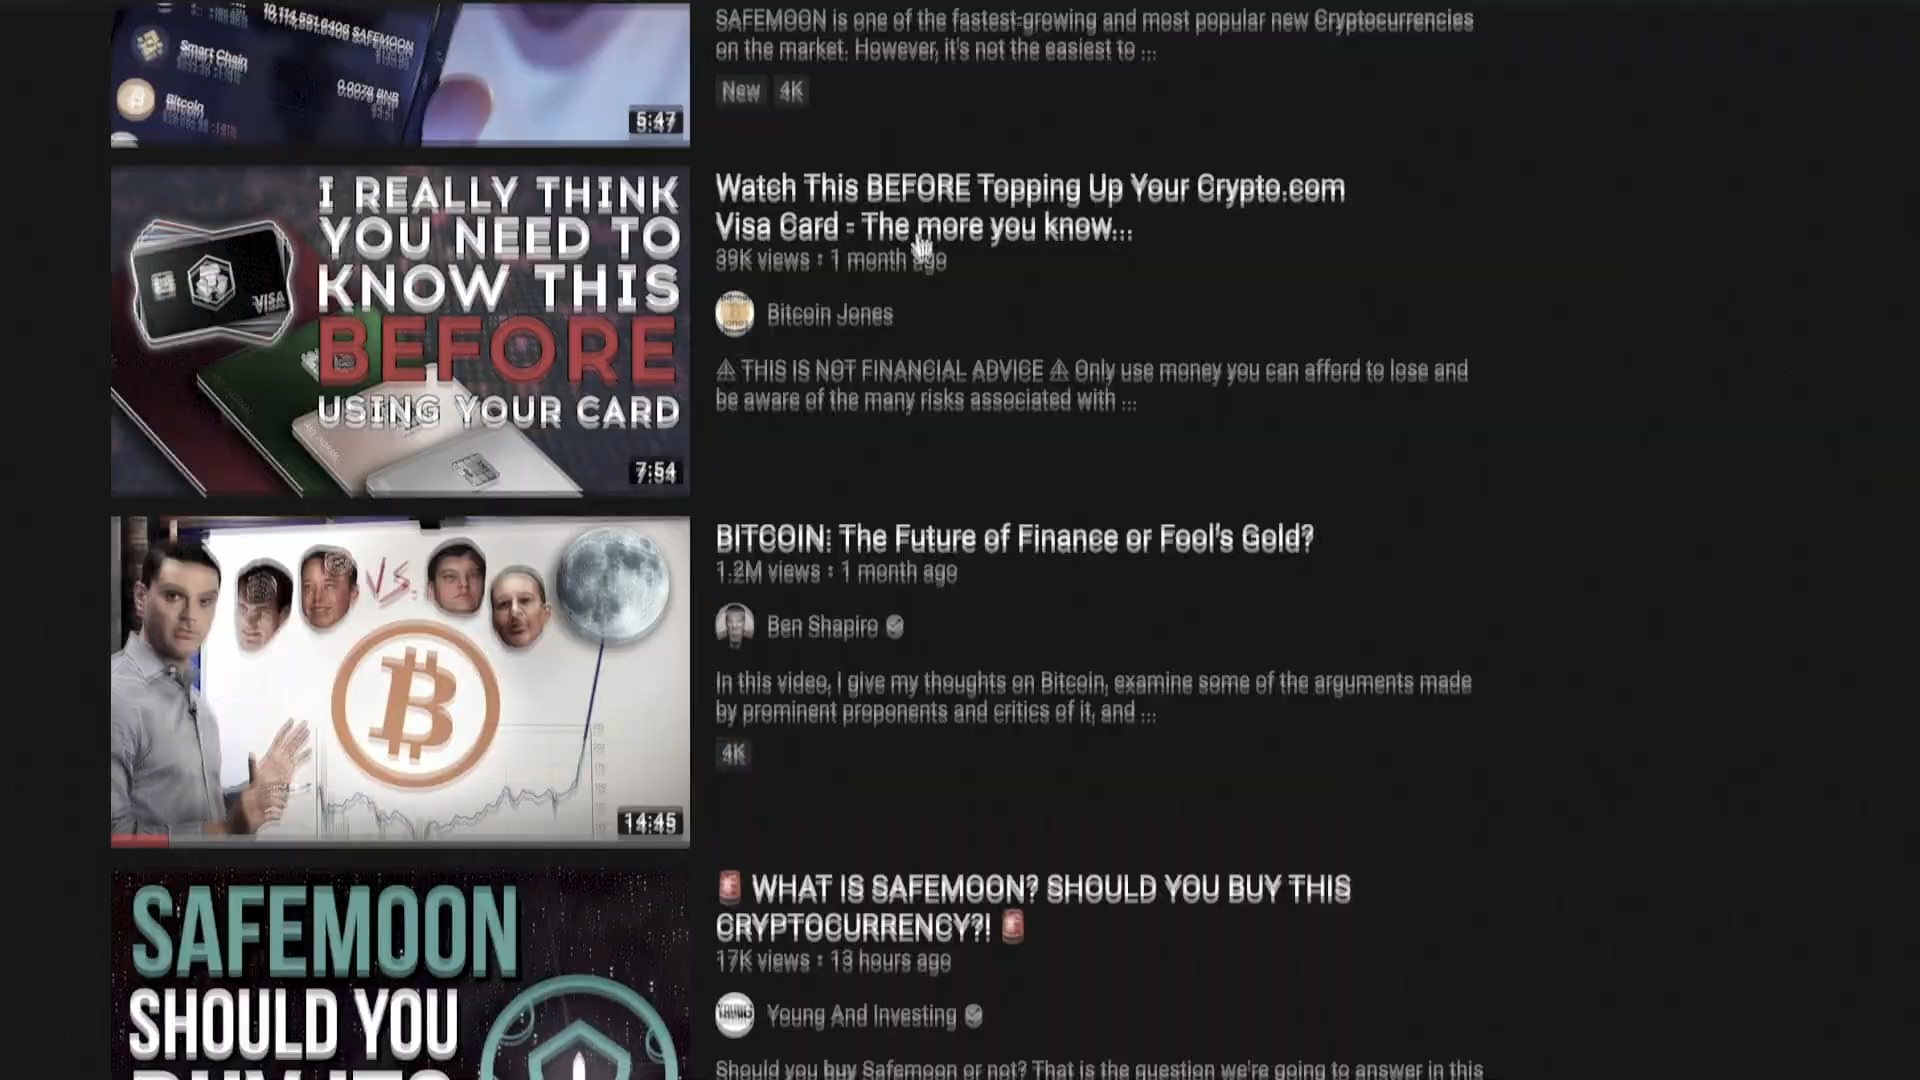 10,114,551.6408 SAFEMOON
Smart Chain
0.0078 BNB
Bitcoin
5:47
SAFEMOON is one of the fastest-growing and most popular new Cryptocurrencies
on the market. However, it's not the easiest to ...
New 4K
I REALLY THINK
YOU NEED TO
KNOW THIS
BEFORE
USING YOUR CARD
VISA
7:54
Watch This BEFORE Topping Up Your Crypto.com
Visa Card - The more you know...
39K views • 1 month ago
Bitcoin Jones
⚠ THIS IS NOT FINANCIAL ADVICE ⚠ Only use money you can afford to lose and
be aware of the many risks associated with ...
VS.
14:45
BITCOIN: The Future of Finance or Fool's Gold?
1.2M views • 1 month ago
Ben Shapiro
In this video, I give my thoughts on Bitcoin, examine some of the arguments made
by prominent proponents and critics of it, and ...
4K
SAFEMOON
SHOULD YOU
🚨 WHAT IS SAFEMOON? SHOULD YOU BUY THIS
CRYPTOCURRENCY?! 🚨
17K views • 13 hours ago
Young And Investing
Should you buy Safemoon or not? That is the question we're going to answer in this